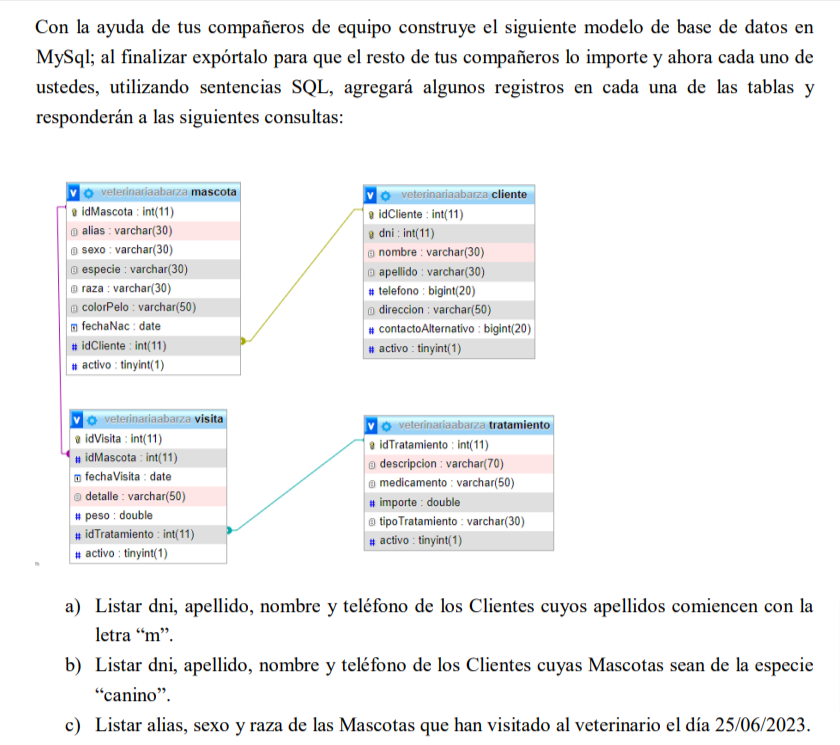 Con la ayuda de tus compañeros de equipo construye el siguiente modelo de base de datos en
MySql; al finalizar expórtalo para que el resto de tus compañeros lo importe y ahora cada uno de
ustedes, utilizando sentencias SQL, agregará algunos registros en cada una de las tablas y
responderán a las siguientes consultas:
v veterinariaabarza mascota
idMascota : int(11)
alias : varchar(30)
sexo : varchar(30)
especie : varchar(30)
raza : varchar(30)
colorPelo : varchar(50)
fechaNac : date
# idCliente : int(11)
# activo : tinyint(1)
v veterinariaabarza cliente
idCliente : int(11)
dni : int(11)
nombre : varchar(30)
apellido : varchar(30)
# telefono : bigint(20)
direccion : varchar(50)
# contactoAlternativo : bigint(20)
# activo : tinyint(1)
v veterinariaabarza visita
idVisita : int(11)
# idMascota : int(11)
fechaVisita : date
detalle : varchar(50)
# peso : double
# idTratamiento : int(11)
# activo : tinyint(1)
v veterinariaabarza tratamiento
idTratamiento : int(11)
descripcion : varchar(70)
medicamento : varchar(50)
# importe : double
tipoTratamiento : varchar(30)
# activo : tinyint(1)
a) Listar dni, apellido, nombre y teléfono de los Clientes cuyos apellidos comiencen con la
letra “m”.
b) Listar dni, apellido, nombre y teléfono de los Clientes cuyas Mascotas sean de la especie
“canino”.
c) Listar alias, sexo y raza de las Mascotas que han visitado al veterinario el día 25/06/2023.